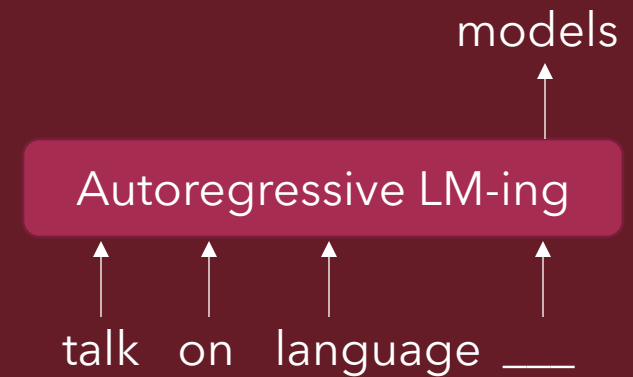 models
Autoregressive LM-ing
talk on language ___